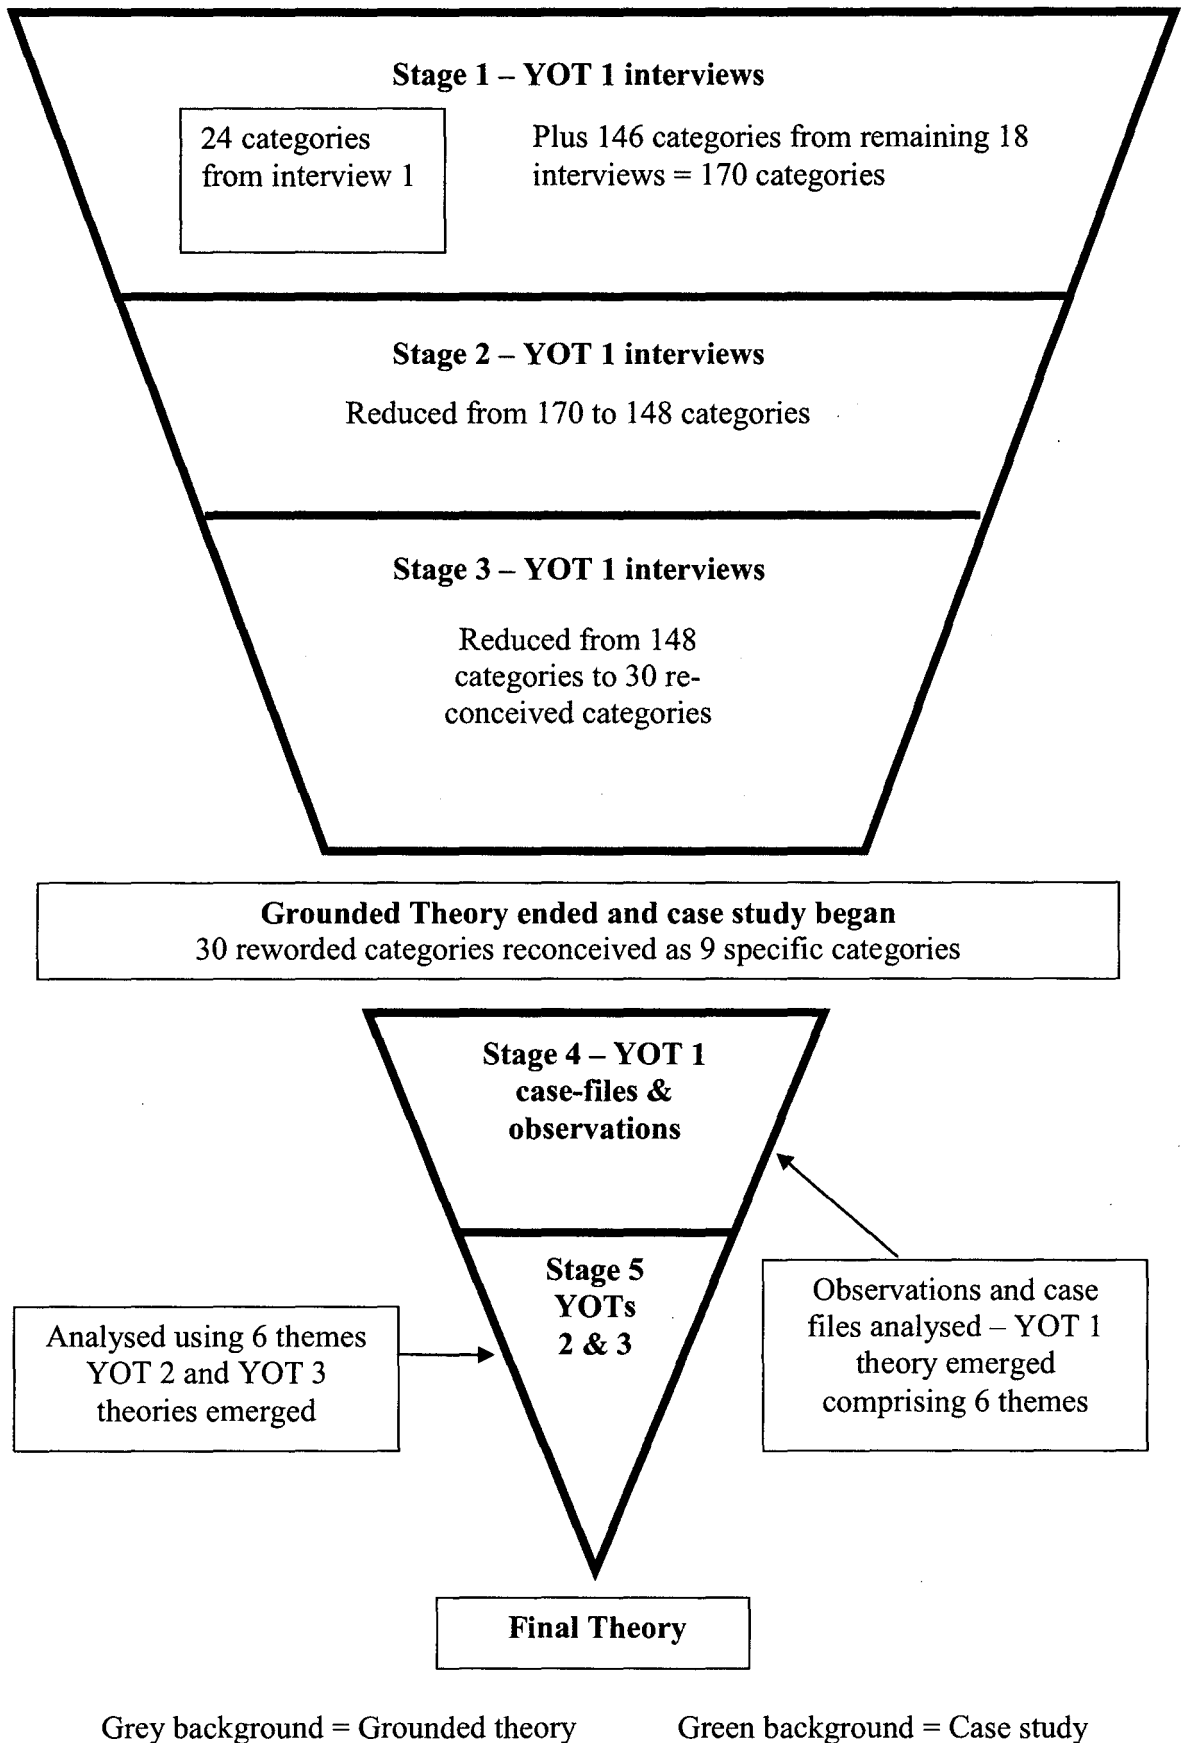 Stage 1 – YOT 1 interviews
24 categories
from interview 1
Plus 146 categories from remaining 18
interviews = 170 categories
Stage 2 – YOT 1 interviews
Reduced from 170 to 148 categories
Stage 3 – YOT 1 interviews
Reduced from 148
categories to 30 re-
conceived categories
Grounded Theory ended and case study began
30 reworded categories reconceived as 9 specific categories
Stage 4 – YOT 1
case-files &
observations
Stage 5
YOTs
2 & 3
Observations and case
files analysed – YOT 1
theory emerged
comprising 6 themes
Analysed using 6 themes
YOT 2 and YOT 3
theories emerged
Final Theory
Grey background = Grounded theory
Green background = Case study